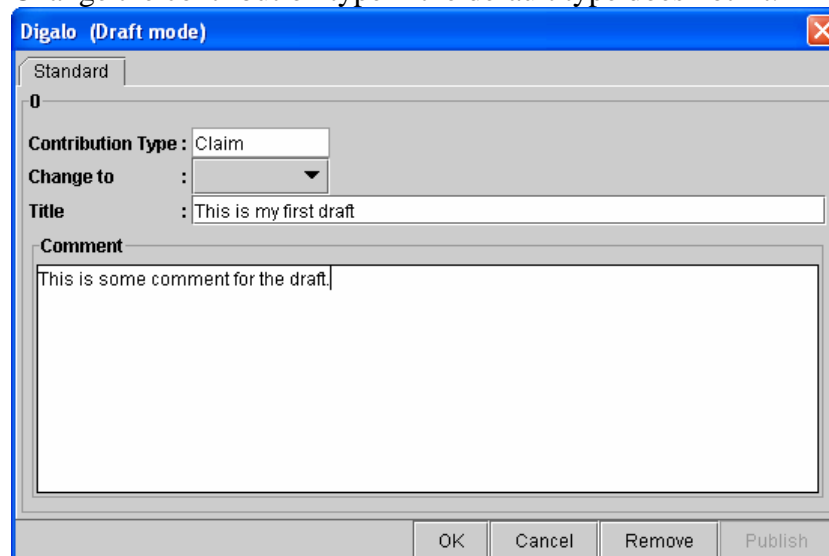 Digalo (Draft mode)
Standard
0
Contribution Type : Claim
Change to :
Title : This is my first draft
Comment
This is some comment for the draft.
OK Cancel Remove Publish